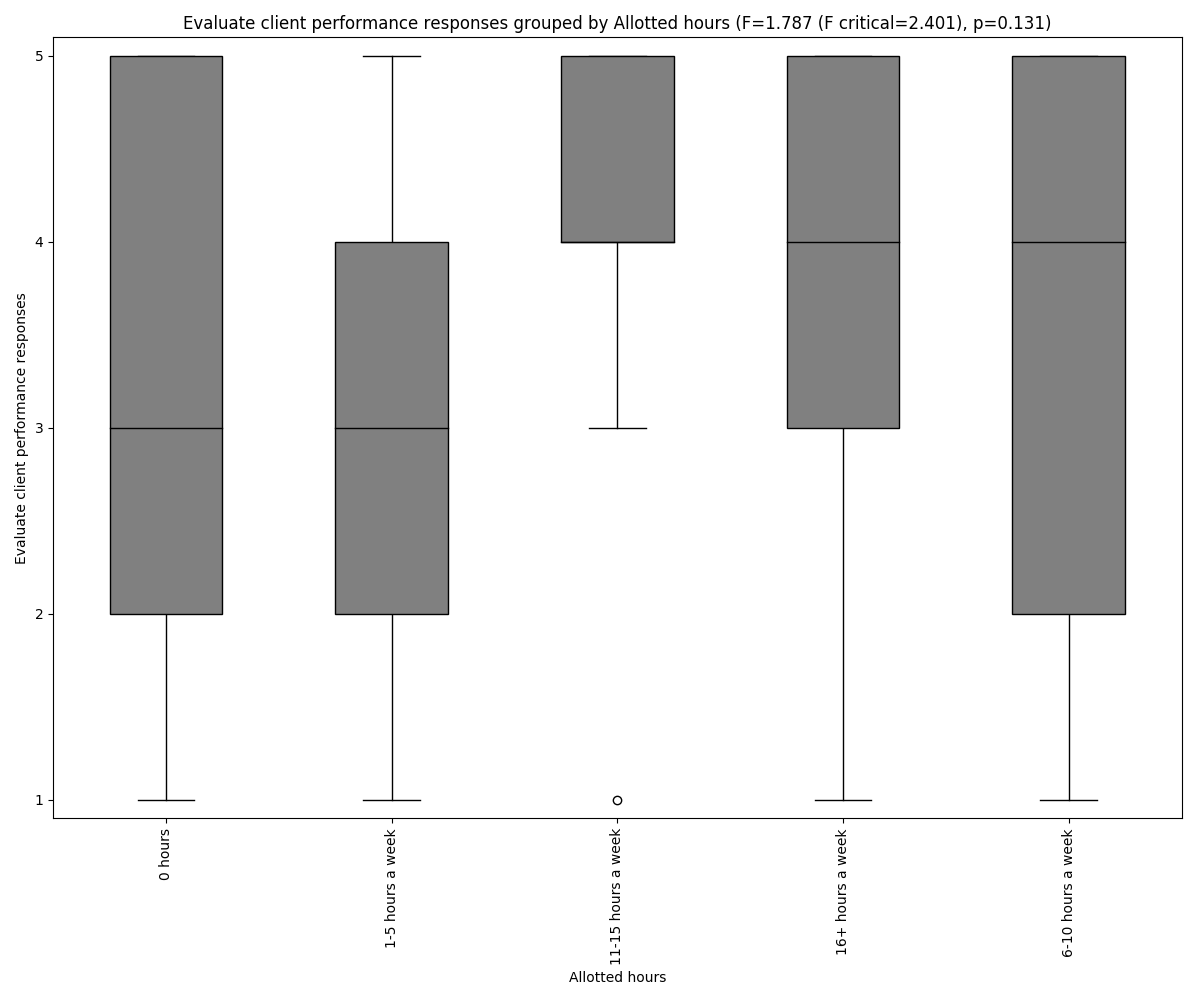 Evaluate client performance responses grouped by Allotted hours (F=1.787 (F critical=2.401), p=0.131)
Evaluate client performance responses
5
4
3
2
1
0 hours
1-5 hours a week
11-15 hours a week
16+ hours a week
6-10 hours a week
Allotted hours